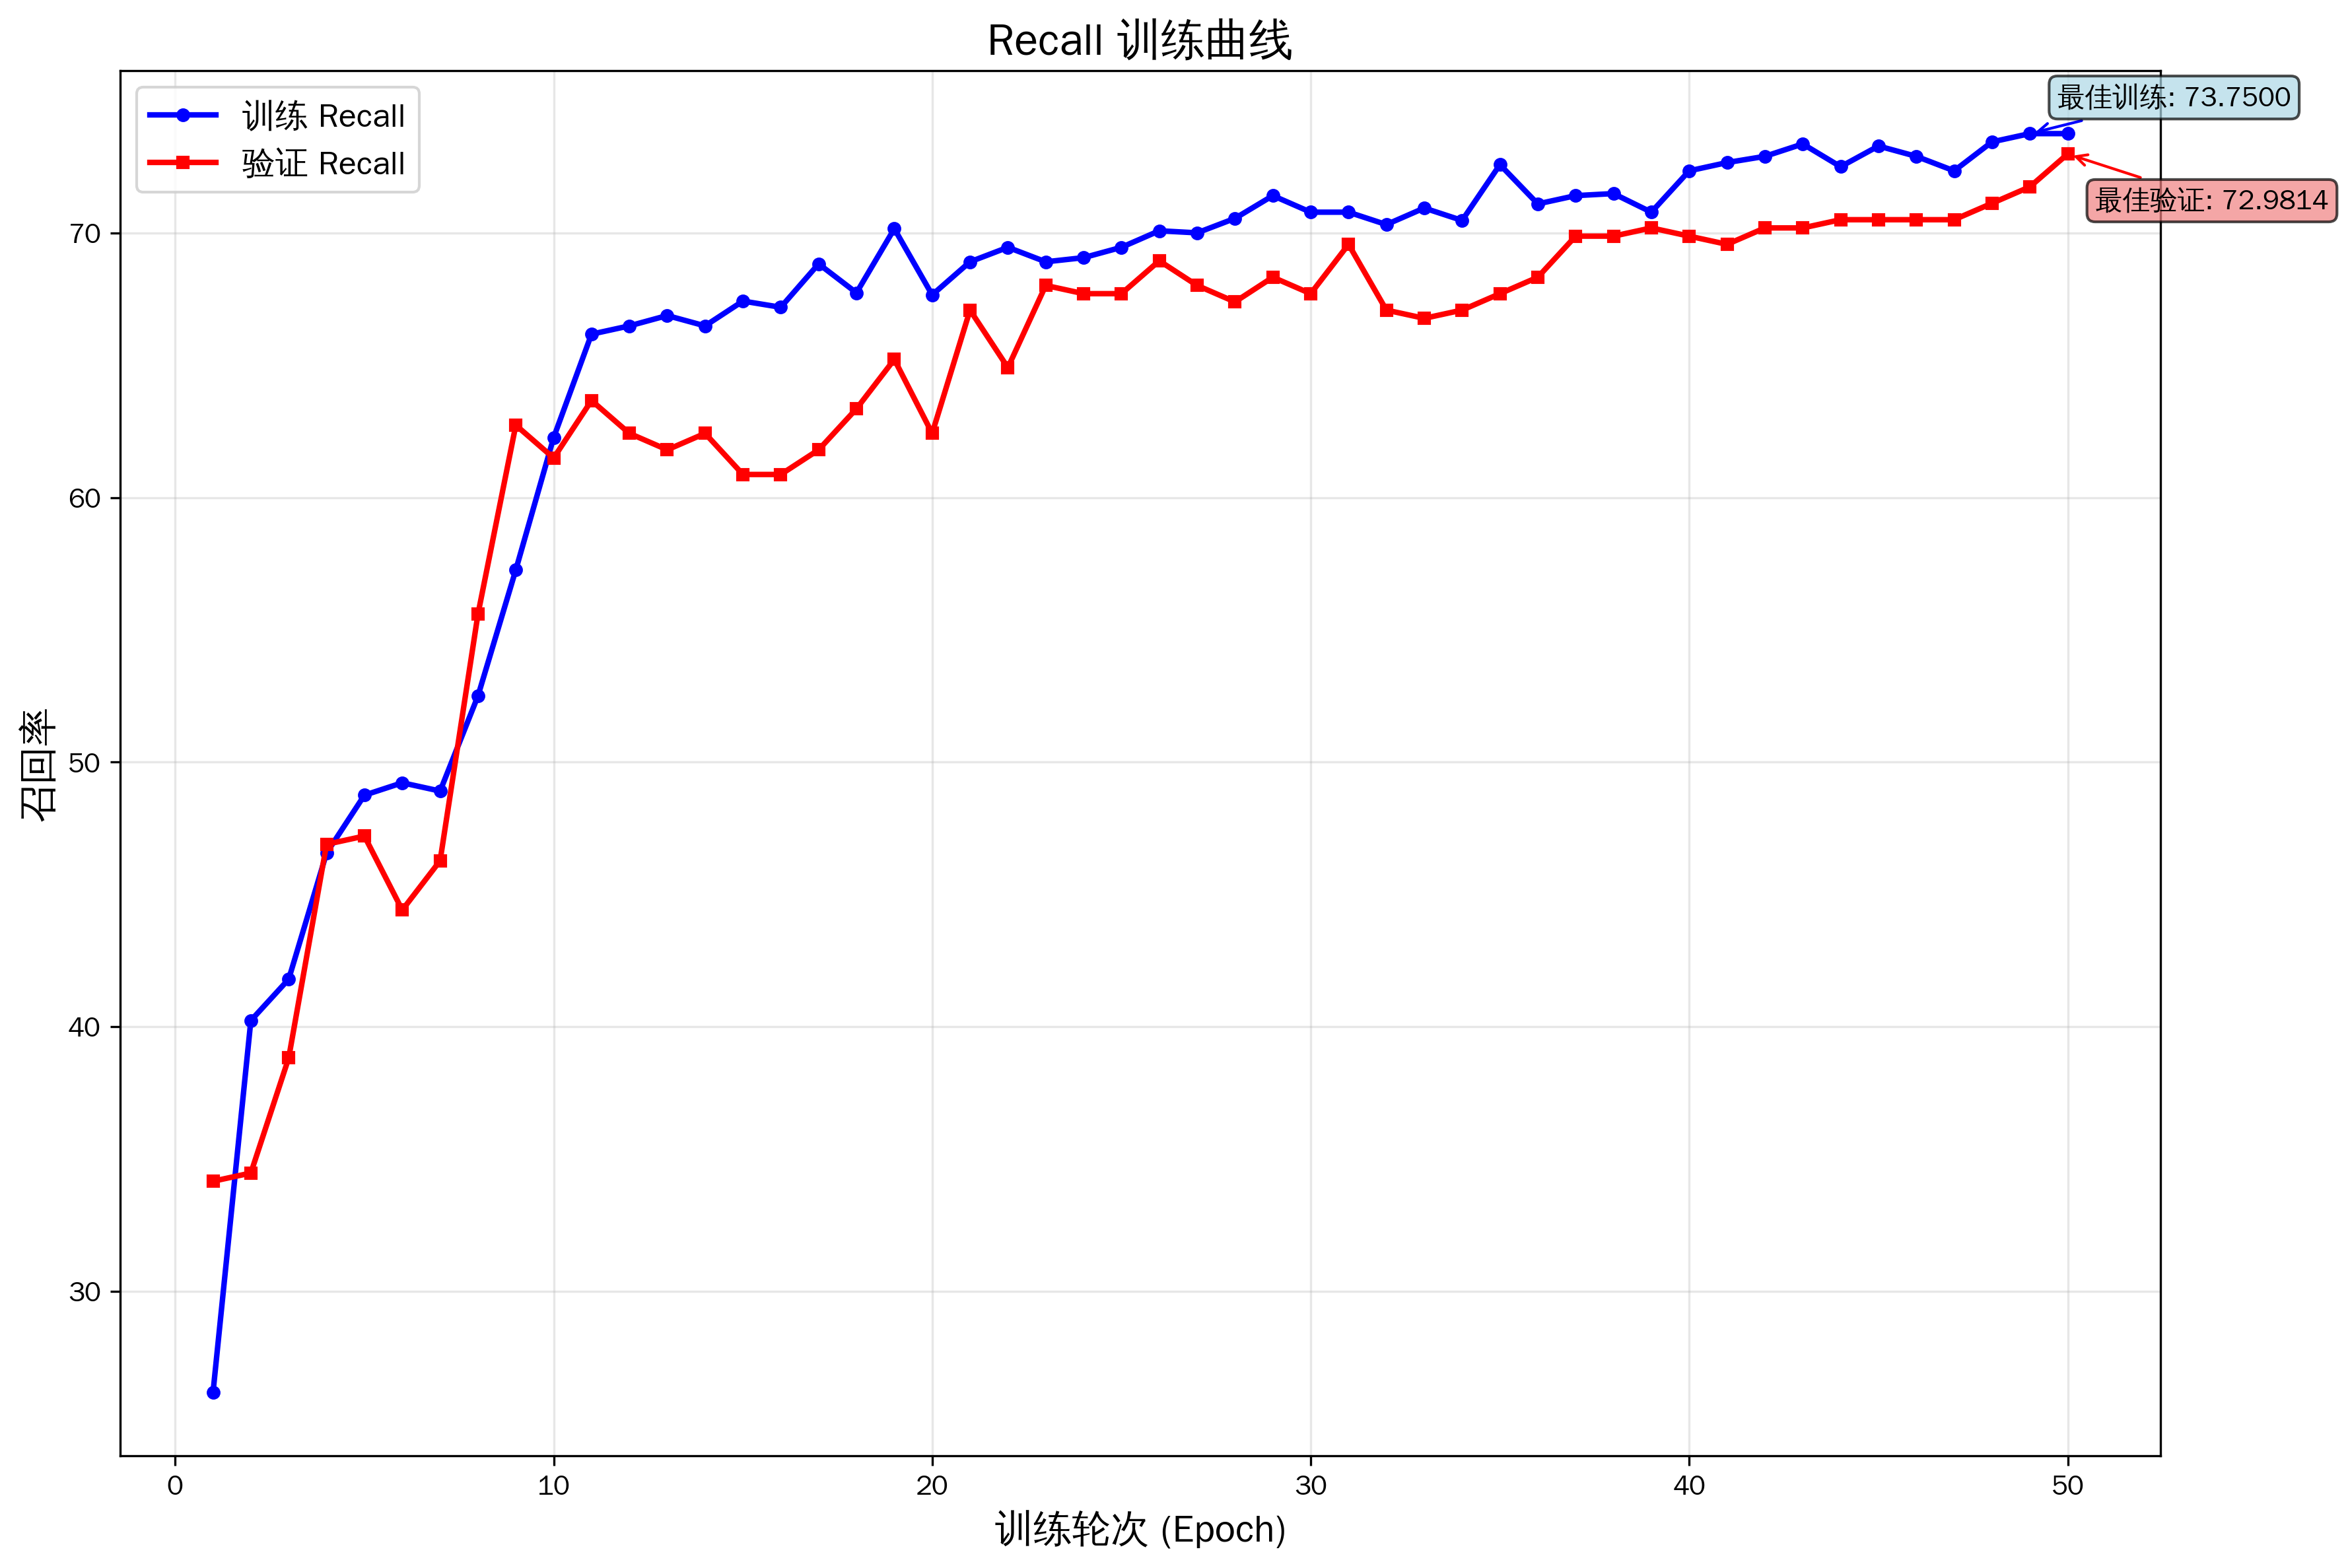 Recall 训练曲线
训练 Recall
验证 Recall
最佳训练: 73.7500
最佳验证: 72.9814
召回率
70
60
50
40
30
0 10 20 30 40 50
训练轮次 (Epoch)